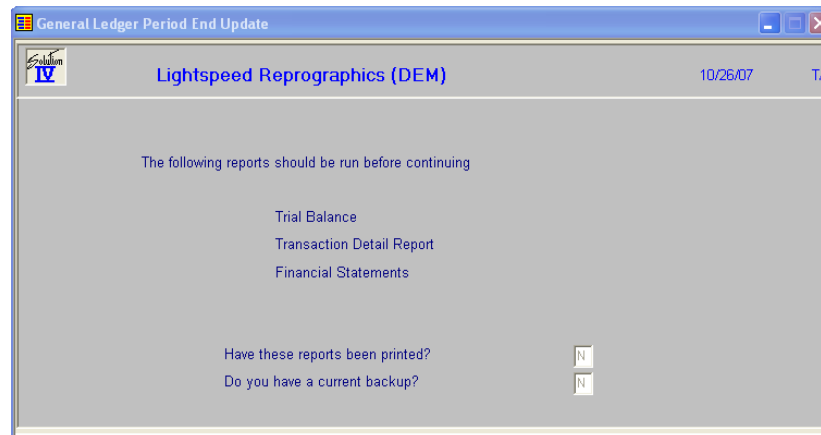 General Ledger Period End Update
Solution
IV
Lightspeed Reprographics (DEM) 10/26/07
The following reports should be run before continuing
Trial Balance
Transaction Detail Report
Financial Statements
Have these reports been printed? N
Do you have a current backup? N